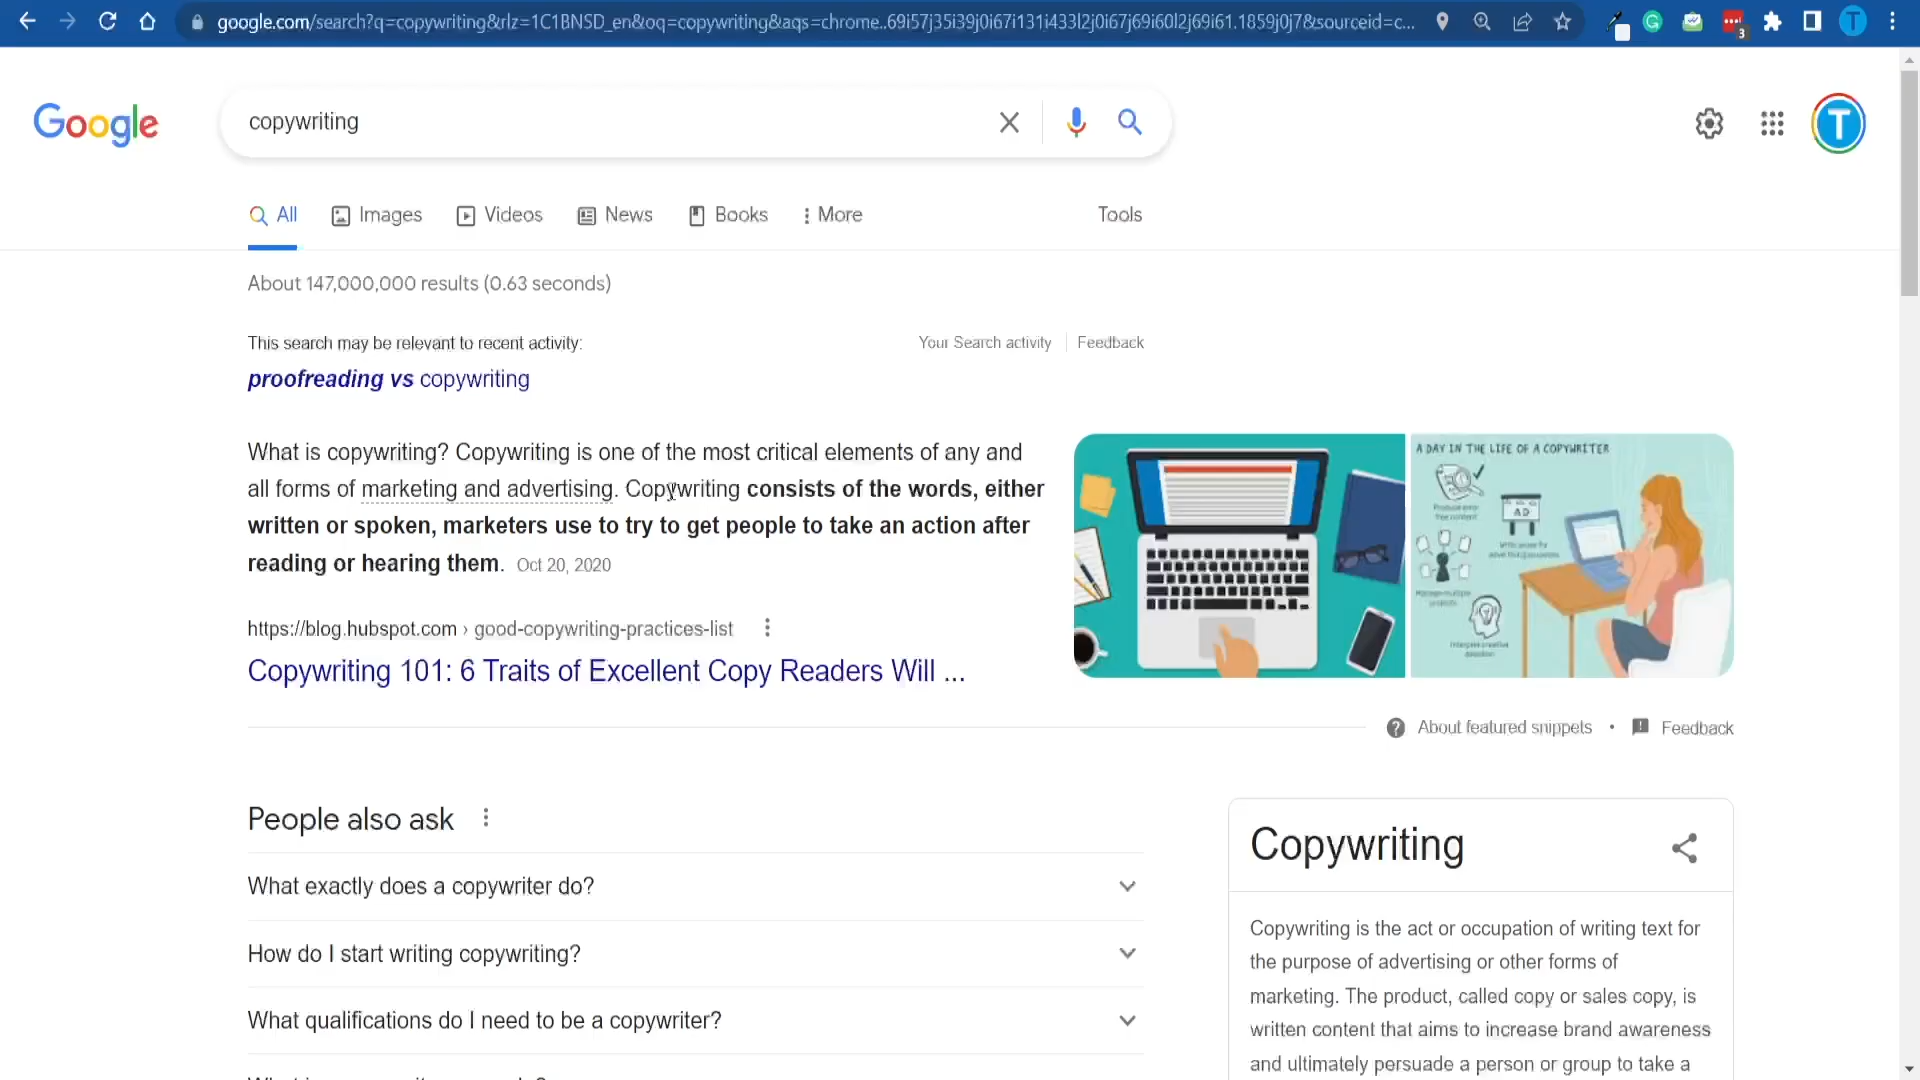 google.com/search?q=copywriting&rlz=1C1BNSD_en&oq=copywriting&aqs=chrome..69i57j35i39j0i67i131i433l2j0i67j69i60l2j69i61.1859j0j7&sourceid=c...
3
T
Google
copywriting
T
All
Images
Videos
News
Books
More
Tools
About 147,000,000 results (0.63 seconds)
This search may be relevant to recent activity:
Your Search activity
Feedback
proofreading vs copywriting
What is copywriting? Copywriting is one of the most critical elements of any and
all forms of marketing and advertising. Copywriting consists of the words, either
written or spoken, marketers use to try to get people to take an action after
reading or hearing them. Oct 20, 2020
A DAY IN THE LIFE OF A COPYWRITER
AD
https://blog.hubspot.com › good-copywriting-practices-list
Copywriting 101: 6 Traits of Excellent Copy Readers Will ...
About featured snippets • Feedback
People also ask
What exactly does a copywriter do?
How do I start writing copywriting?
What qualifications do I need to be a copywriter?
Copywriting
Copywriting is the act or occupation of writing text for
the purpose of advertising or other forms of
marketing. The product, called copy or sales copy, is
written content that aims to increase brand awareness
and ultimately persuade a person or group to take a